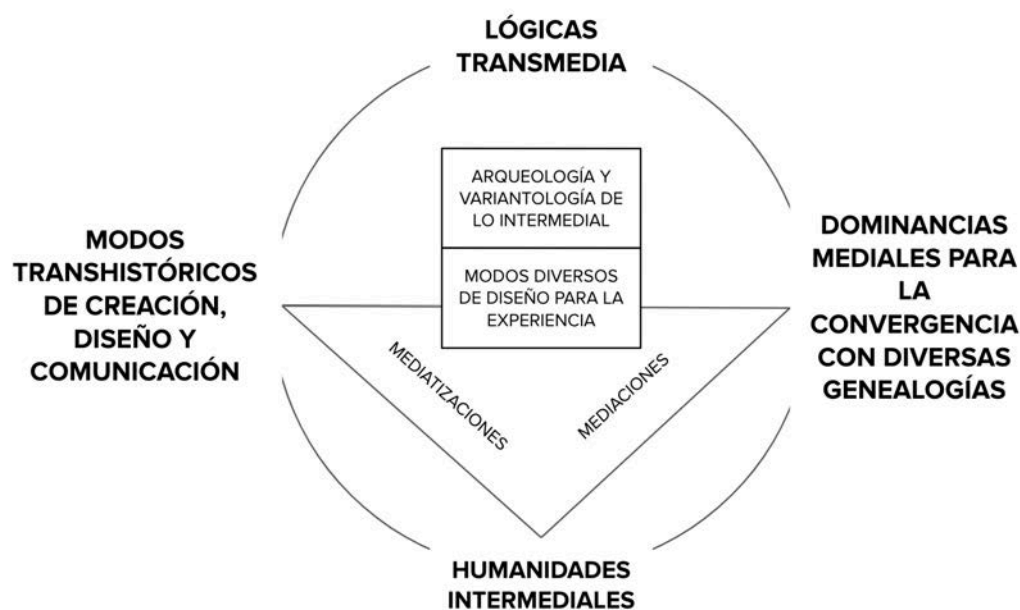 LÓGICAS
TRANSMEDIA
ARQUEOLOGÍA Y
VARIANTOLOGÍA DE
LO INTERMEDIAL
MODOS DIVERSOS
DE DISEÑO PARA LA
EXPERIENCIA
MODOS
TRANSHISTÓRICOS
DE CREACIÓN,
DISEÑO Y
COMUNICACIÓN
DOMINANCIAS
MEDIALES PARA
LA
CONVERGENCIA
CON DIVERSAS
GENEALOGÍAS
MEDIATIZACIONES
MEDIACIONES
HUMANIDADES
INTERMEDIALES